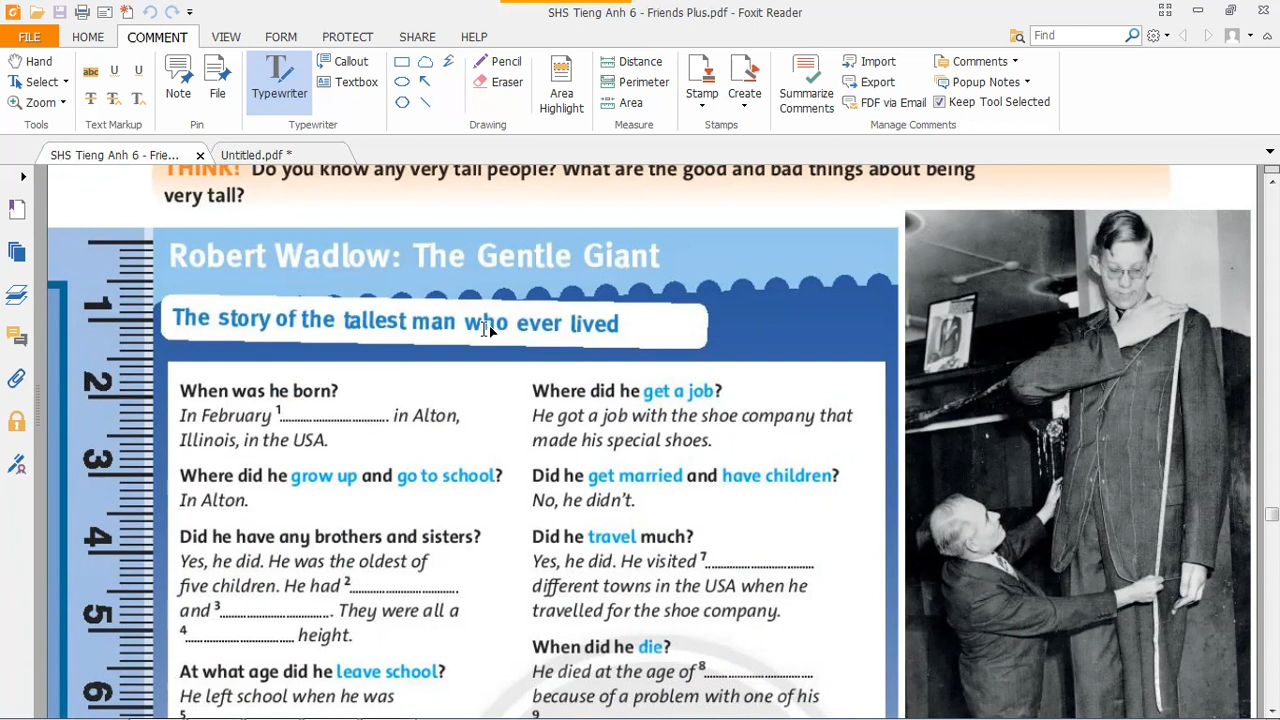 SHS Tieng Anh 6 - Friends Plus.pdf - Foxit Reader
FILE HOME COMMENT VIEW FORM PROTECT SHARE HELP
Find
Hand
Select
Zoom
Tools
abc U U
T T T
Text Markup
Note
File
Pin
Typewriter
Callout
Textbox
Typewriter
Pencil
Eraser
Drawing
Area
Highlight
Distance
Perimeter
Area
Measure
Stamp
Create
Stamps
Summarize
Comments
Import
Export
FDF via Email
Comments
Popup Notes
Keep Tool Selected
Manage Comments
SHS Tieng Anh 6 - Frie...
Untitled.pdf *
THINK! Do you know any very tall people? What are the good and bad things about being
very tall?
Robert Wadlow: The Gentle Giant
The story of the tallest man who ever lived
1
2
3
4
5
6
When was he born?
In February 1.............................. in Alton,
Illinois, in the USA.
Where did he grow up and go to school?
In Alton.
Did he have any brothers and sisters?
Yes, he did. He was the oldest of
five children. He had 2..............................
and 3.............................. . They were all a
4.............................. height.
At what age did he leave school?
He left school when he was
5
Where did he get a job?
He got a job with the shoe company that
made his special shoes.
Did he get married and have children?
No, he didn't.
Did he travel much?
Yes, he did. He visited 7..............................
different towns in the USA when he
travelled for the shoe company.
When did he die?
He died at the age of 8..............................
because of a problem with one of his
9